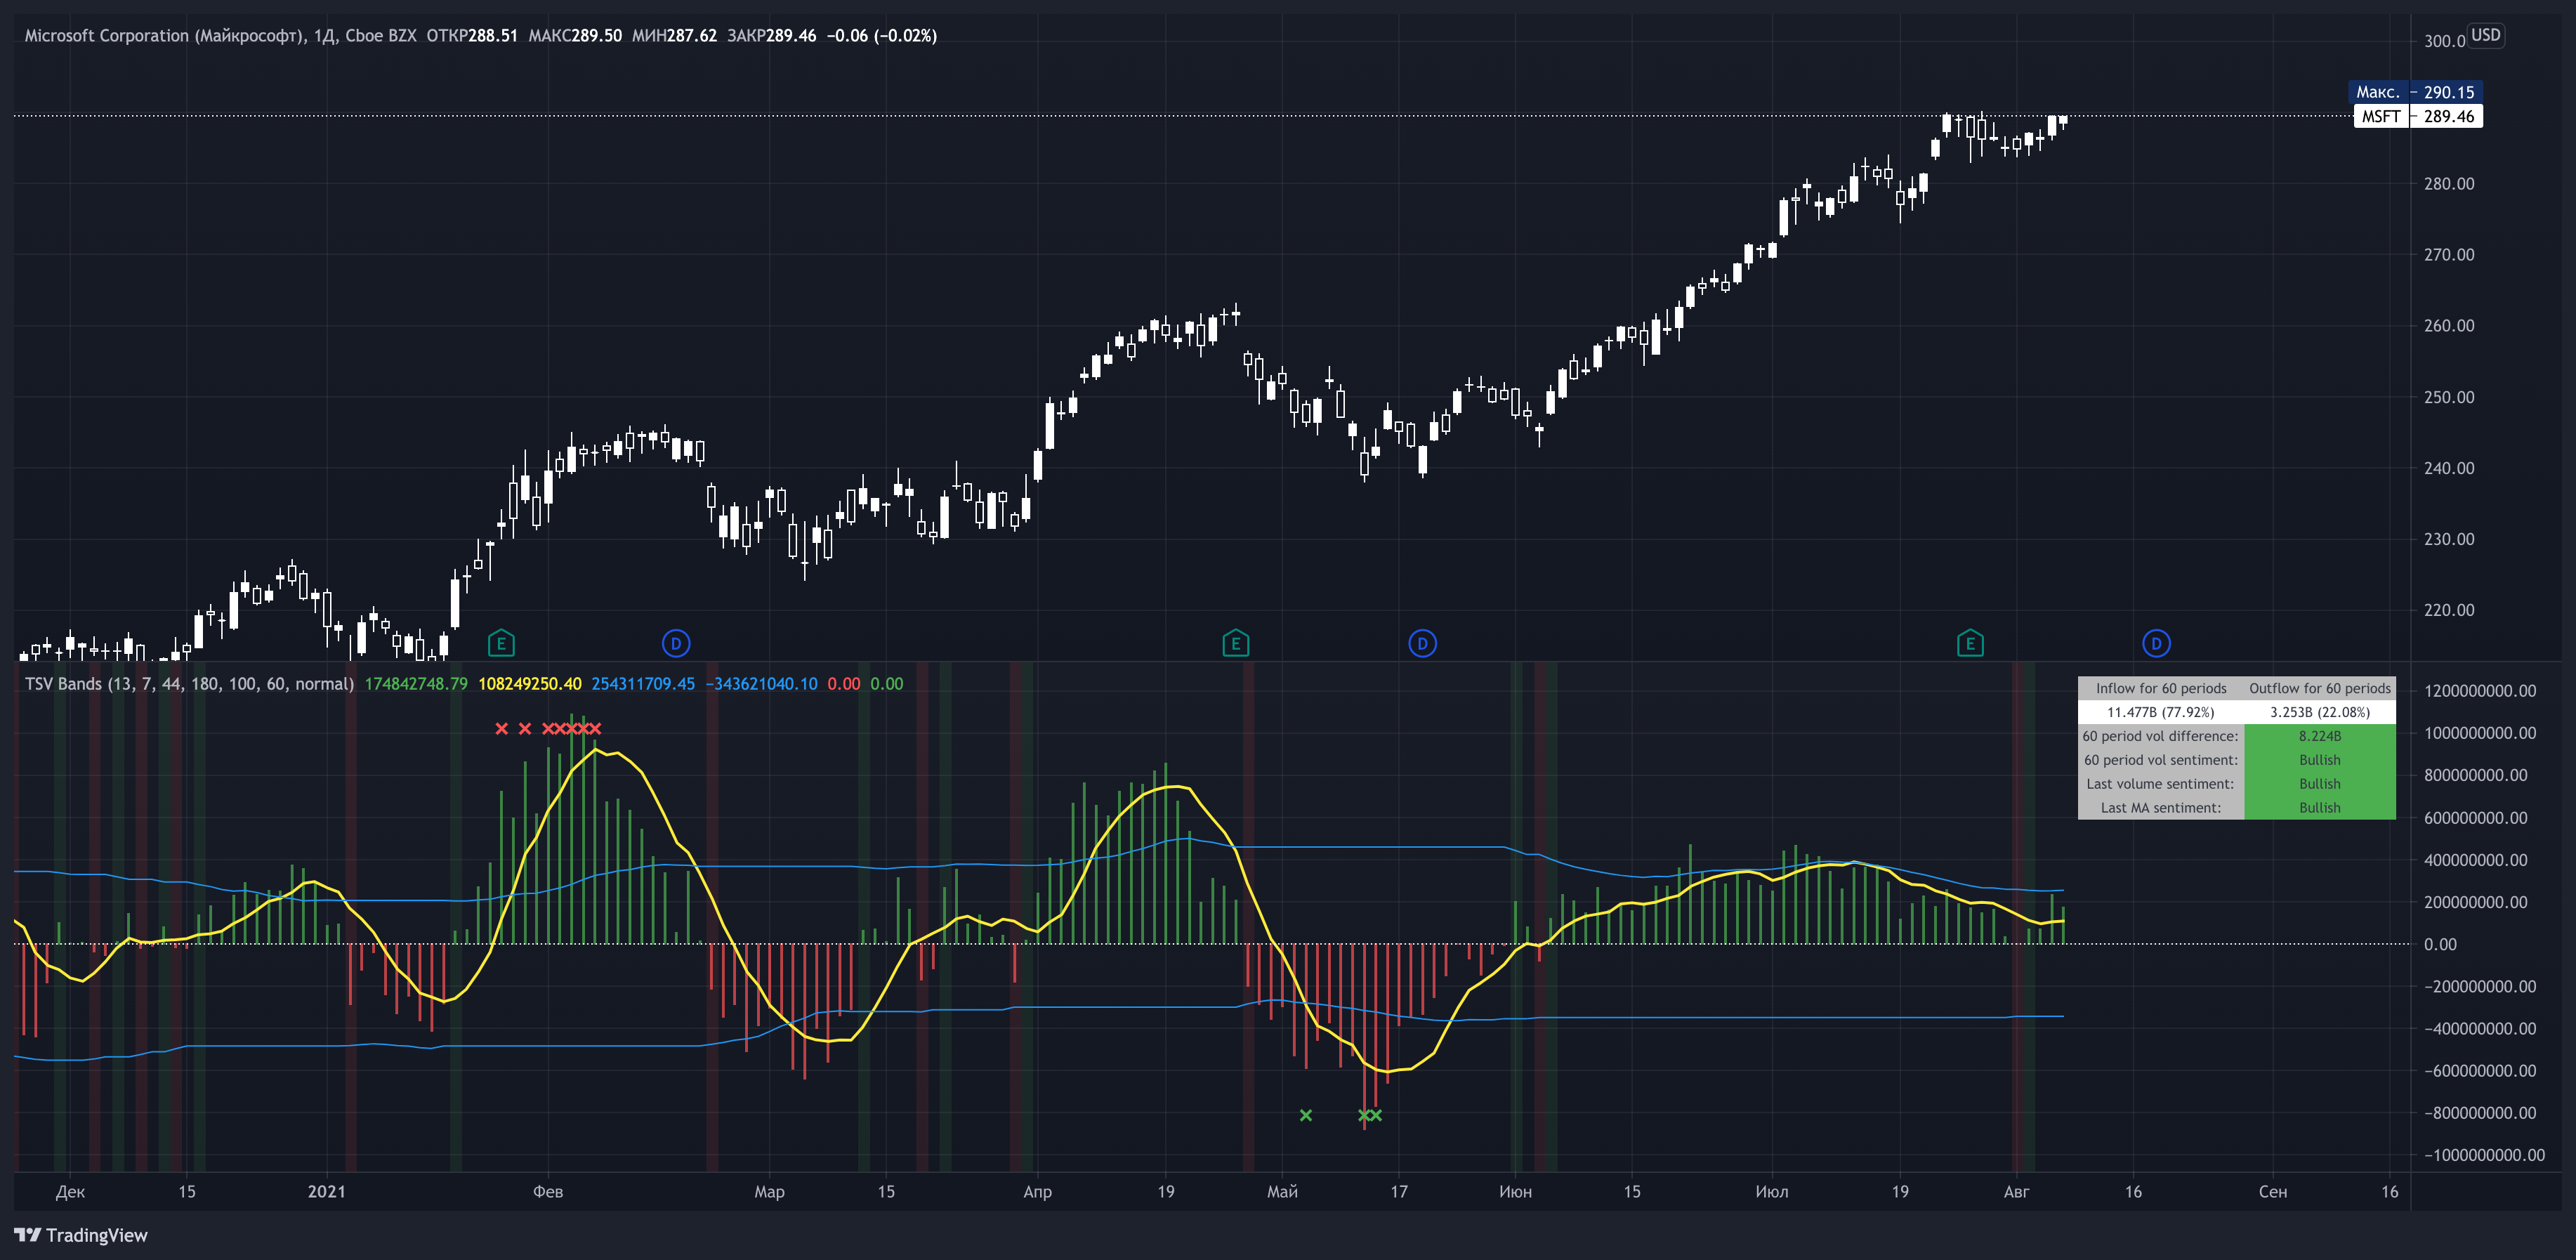 Microsoft Corporation (Майкрософт), 1Д, Cboe BZX ОТКР288.51 МАКС289.50 МИН287.62 ЗАКР289.46 −0.06 (−0.02%)
300.0 USD
Макс. 290.15
MSFT 289.46
280.00
270.00
260.00
250.00
240.00
230.00
220.00
E D E D E D
TSV Bands (13, 7, 44, 180, 100, 60, normal) 174842748.79 108249250.40 254311709.45 −343621040.10 0.00 0.00
Inflow for 60 periods Outflow for 60 periods
11.477B (77.92%) 3.253B (22.08%)
60 period vol difference: 8.224B
60 period vol sentiment: Bullish
Last volume sentiment: Bullish
Last MA sentiment: Bullish
1200000000.00
1000000000.00
800000000.00
600000000.00
400000000.00
200000000.00
0.00
−200000000.00
−400000000.00
−600000000.00
−800000000.00
−1000000000.00
Дек 15 2021 Фев Мар 15 Апр 19 Май 17 Июн 15 Июл 19 Авг 16 Сен 16
TradingView